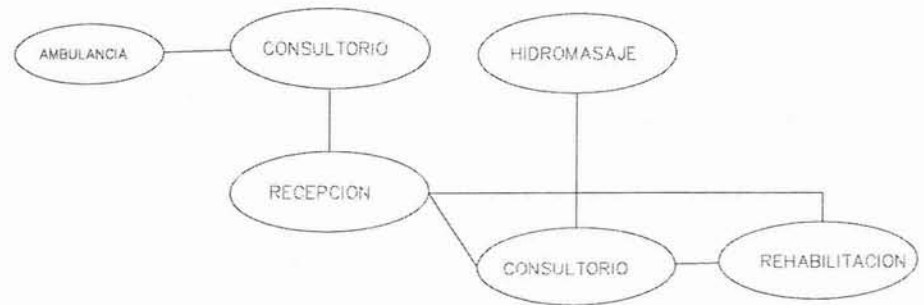 AMBULANCIA
CONSULTORIO
HIDROMASAJE
RECEPCION
CONSULTORIO
REHABILITACION